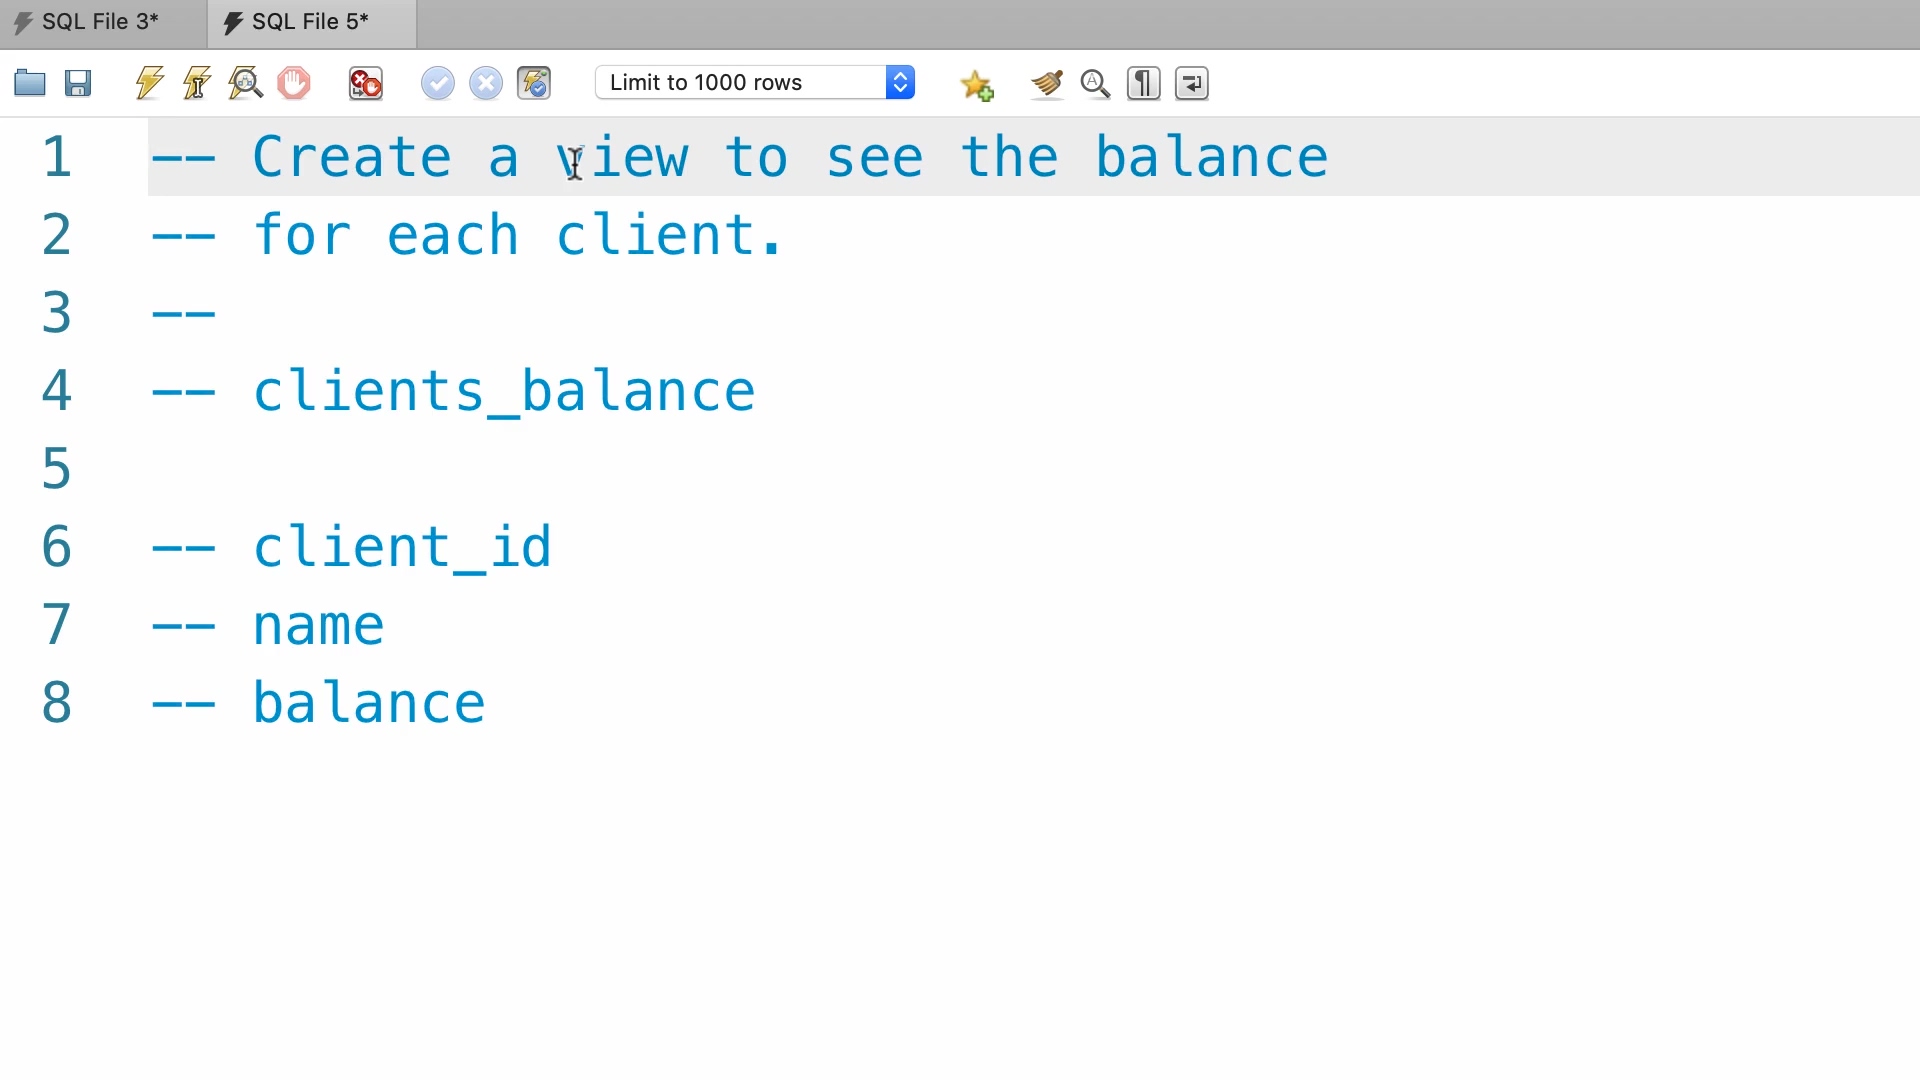 SQL File 3*
SQL File 5*
Limit to 1000 rows
1 -- Create a view to see the balance
2 -- for each client.
3 --
4 -- clients_balance
5
6 -- client_id
7 -- name
8 -- balance